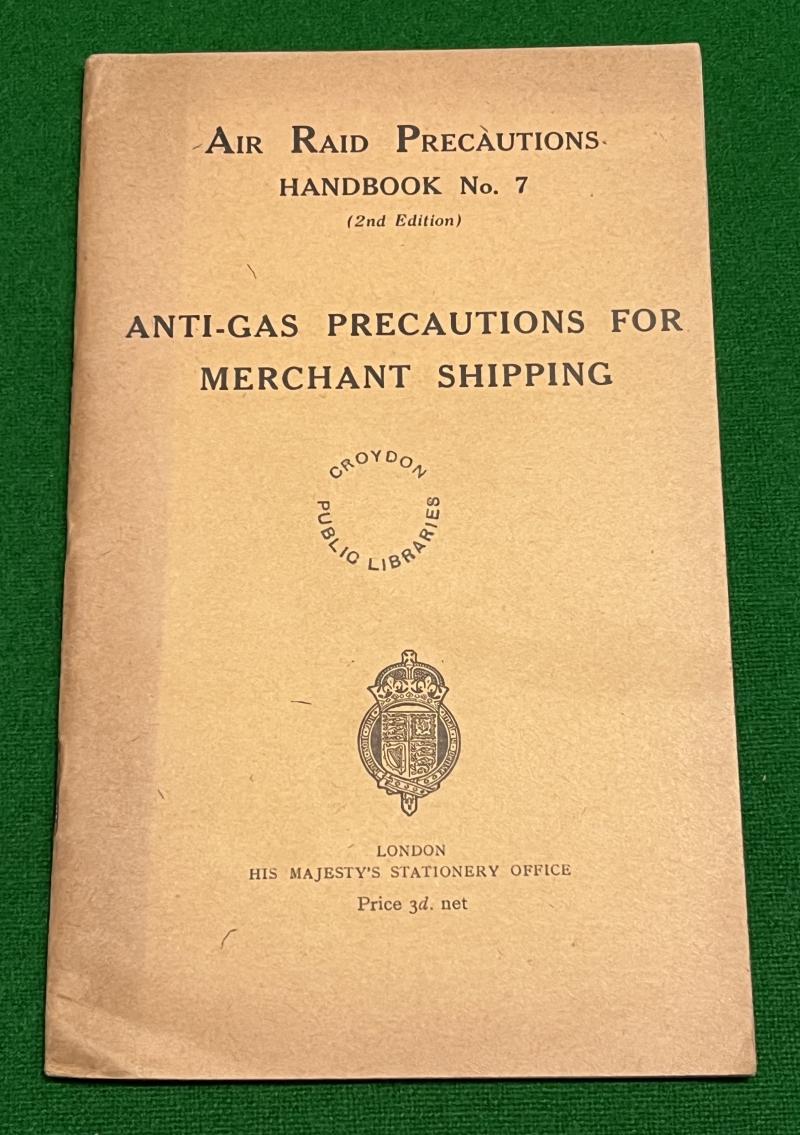 AIR RAID PRECAUTIONS
HANDBOOK No. 7
(2nd Edition)
ANTI-GAS PRECAUTIONS FOR
MERCHANT SHIPPING
CROYDON
PUBLIC LIBRARIES
LONDON
HIS MAJESTY'S STATIONERY OFFICE
Price 3d. net